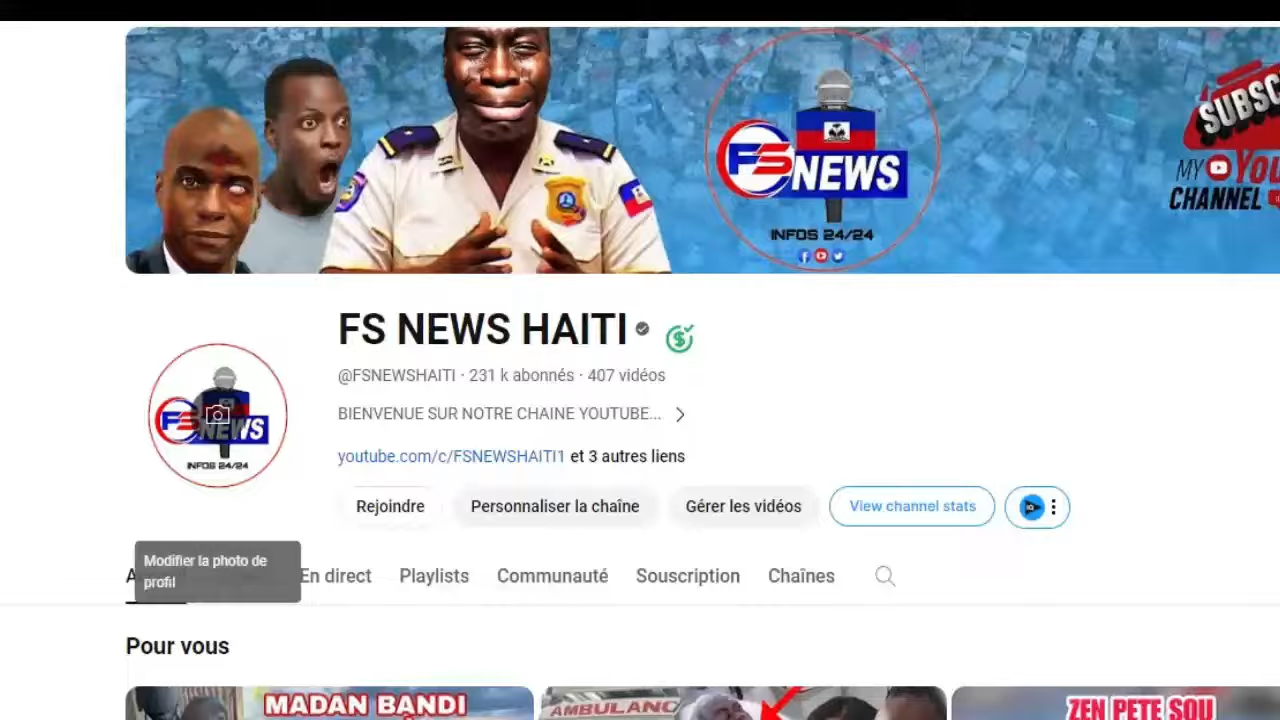 SUBSC
MY YOU
CHANNEL
FS NEWS
INFOS 24/24
FS NEWS HAITI
@FSNEWSHAITI · 231 k abonnés · 407 vidéos
BIENVENUE SUR NOTRE CHAINE YOUTUBE...
youtube.com/c/FSNEWSHAITI1 et 3 autres liens
FS NEWS
INFOS 24/24
Rejoindre
Personnaliser la chaîne
Gérer les vidéos
View channel stats
Modifier la photo de
profil
A
En direct
Playlists
Communauté
Souscription
Chaînes
Pour vous
MADAN BANDI
AMBULANC
ZEN PETE SOU